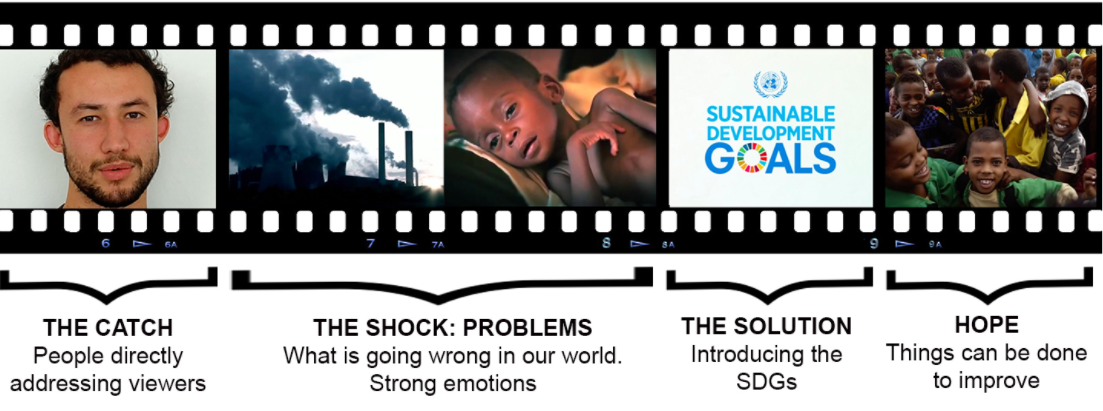 SUSTAINABLE
DEVELOPMENT
GOALS
6 6A 7 7A 8 8A 9 9A
THE CATCH
People directly
addressing viewers
THE SHOCK: PROBLEMS
What is going wrong in our world.
Strong emotions
THE SOLUTION
Introducing the
SDGs
HOPE
Things can be done
to improve